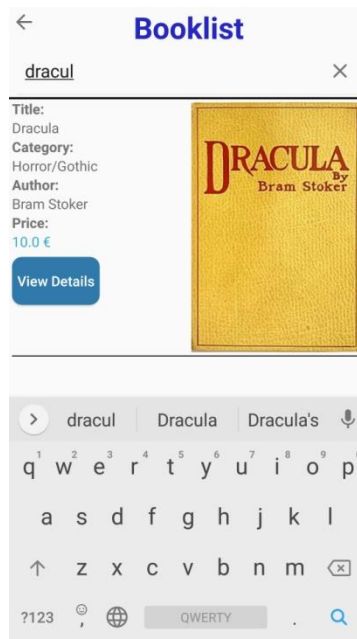 Booklist
dracul
Title:
Dracula
Category:
Horror/Gothic
Author:
Bram Stoker
Price:
10.0 €
View Details
DRACULA
By
Bram Stoker
dracul Dracula Dracula's
1 2 3 4 5 6 7 8 9
q w e r t y u i o p
a s d f g h j k l
z x c v b n m
?123 , QWERTY .